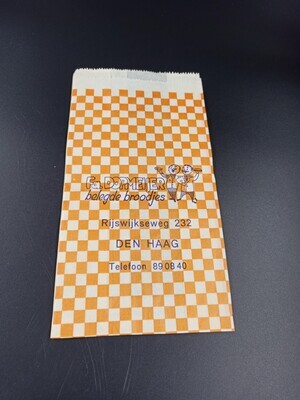 belegde broodjes
Rijswijkseweg 232
DEN HAAG
Telefoon 890840